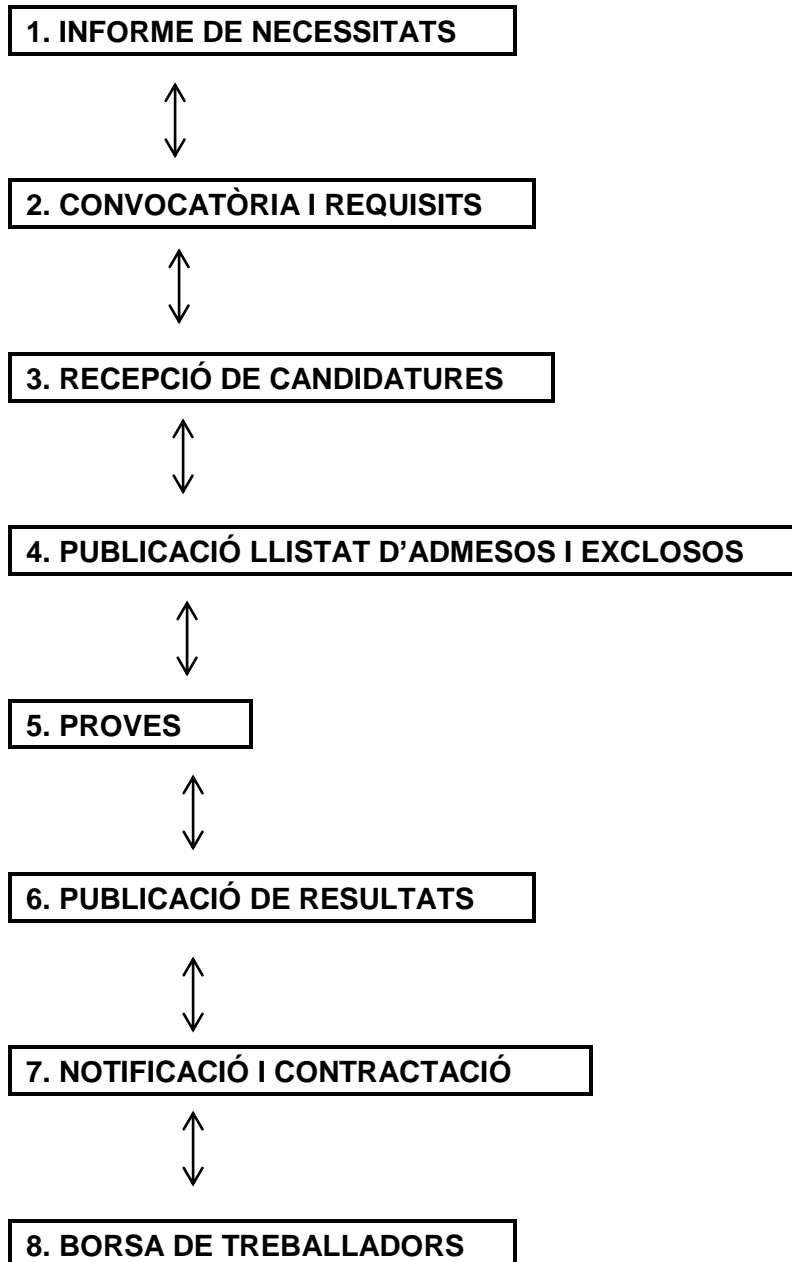 1. INFORME DE NECESSITATS
2. CONVOCATÒRIA I REQUISITS
3. RECEPCIÓ DE CANDIDATURES
4. PUBLICACIÓ LLISTAT D’ADMESOS I EXCLOSOS
5. PROVES
6. PUBLICACIÓ DE RESULTATS
7. NOTIFICACIÓ I CONTRACTACIÓ
8. BORSA DE TREBALLADORS